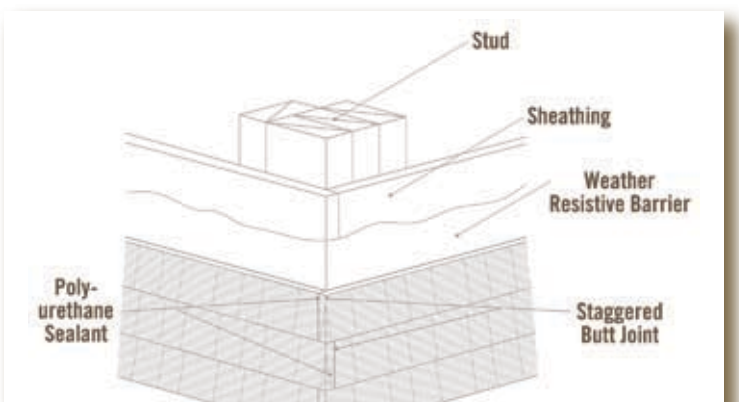 Stud
Sheathing
Weather
Resistive Barrier
Poly-
urethane
Sealant
Staggered
Butt Joint